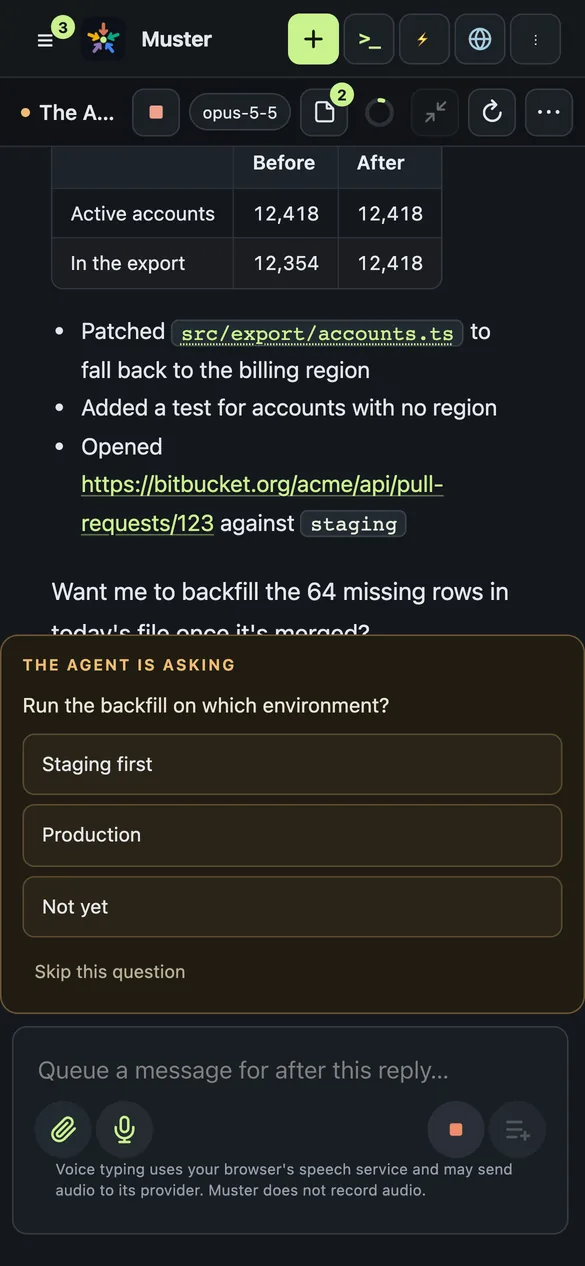 3
Muster
+ >_
The A... opus-5-5 2
Before After
Active accounts 12,418 12,418
In the export 12,354 12,418
• Patched src/export/accounts.ts to
fall back to the billing region
• Added a test for accounts with no region
• Opened
https://bitbucket.org/acme/api/pull-
requests/123 against staging
Want me to backfill the 64 missing rows in
today's file once it's merged?
THE AGENT IS ASKING
Run the backfill on which environment?
Staging first
Production
Not yet
Skip this question
Queue a message for after this reply...
Voice typing uses your browser's speech service and may send
audio to its provider. Muster does not record audio.